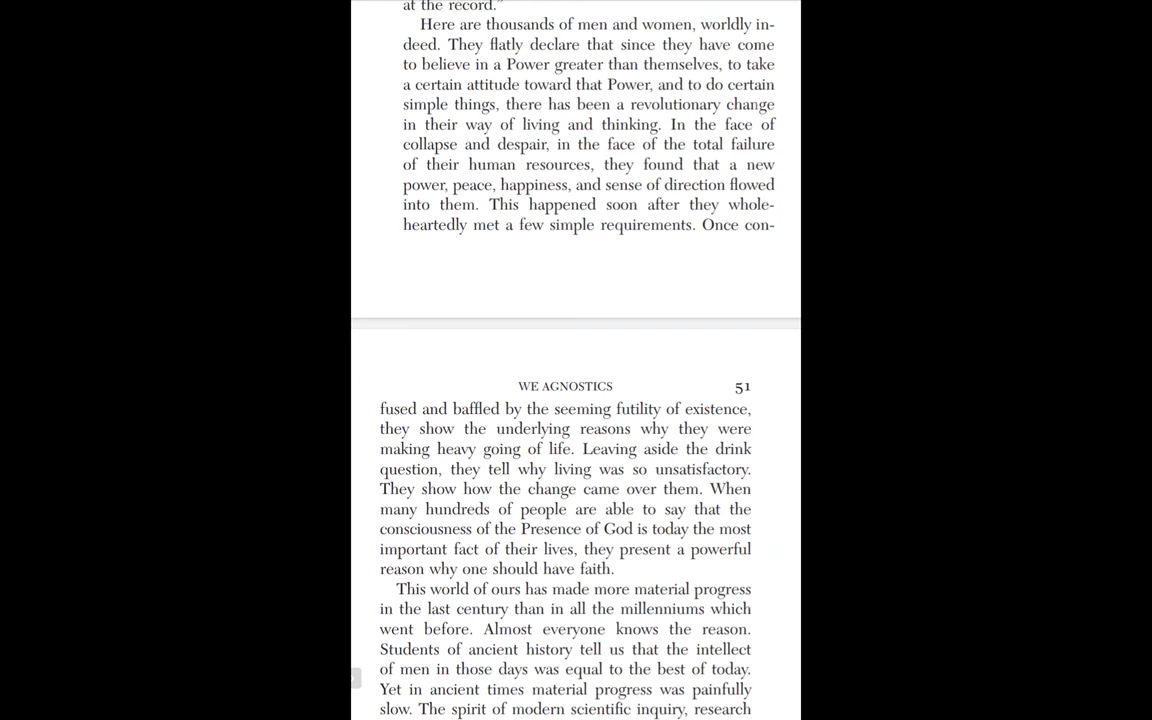 at the record."
Here are thousands of men and women, worldly in-
deed. They flatly declare that since they have come
to believe in a Power greater than themselves, to take
a certain attitude toward that Power, and to do certain
simple things, there has been a revolutionary change
in their way of living and thinking. In the face of
collapse and despair, in the face of the total failure
of their human resources, they found that a new
power, peace, happiness, and sense of direction flowed
into them. This happened soon after they whole-
heartedly met a few simple requirements. Once con-
WE AGNOSTICS 51
fused and baffled by the seeming futility of existence,
they show the underlying reasons why they were
making heavy going of life. Leaving aside the drink
question, they tell why living was so unsatisfactory.
They show how the change came over them. When
many hundreds of people are able to say that the
consciousness of the Presence of God is today the most
important fact of their lives, they present a powerful
reason why one should have faith.
This world of ours has made more material progress
in the last century than in all the millenniums which
went before. Almost everyone knows the reason.
Students of ancient history tell us that the intellect
of men in those days was equal to the best of today.
Yet in ancient times material progress was painfully
slow. The spirit of modern scientific inquiry, research